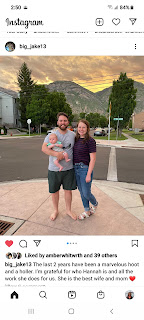 2:50
Instagram
big_jake13
Liked by amberwhitwrth and 39 others
big_jake13 The last 2 years have been a marvelous hoot
and a holler. I'm grateful for who Hannah is and all the
work she does for us. She is the best wife and mom ❤️